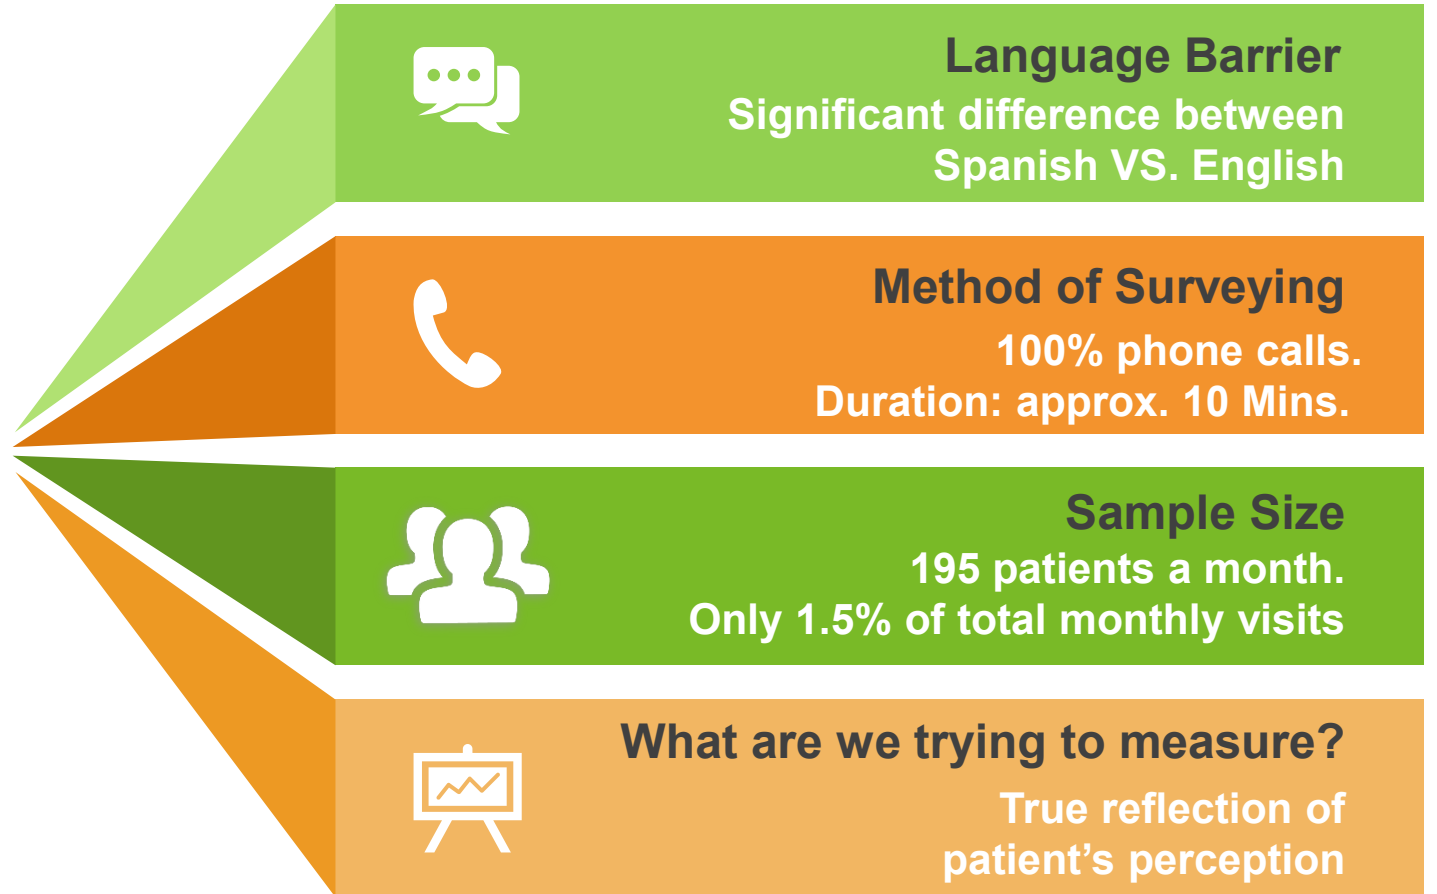 Language Barrier
Significant difference between
Spanish VS. English
Method of Surveying
100% phone calls.
Duration: approx. 10 Mins.
Sample Size
195 patients a month.
Only 1.5% of total monthly visits
What are we trying to measure?
True reflection of
patient's perception